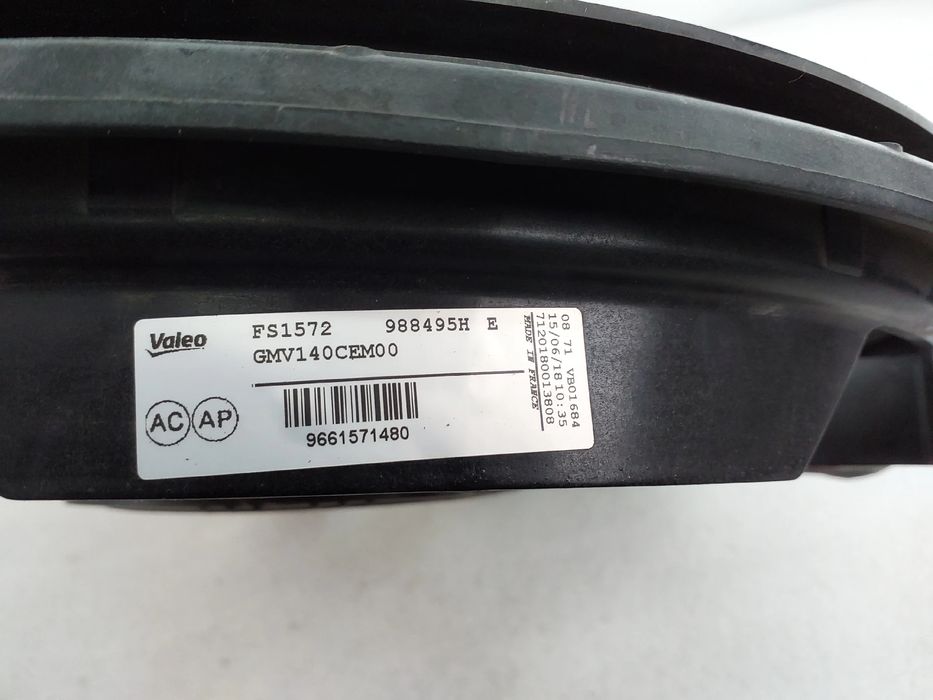 Valeo
FS1572 988495H E
GMV140CEM00
AC AP
9661571480
08 71 VB01684
15/06/18 10:35
7120180013808
MADE IN FRANCE